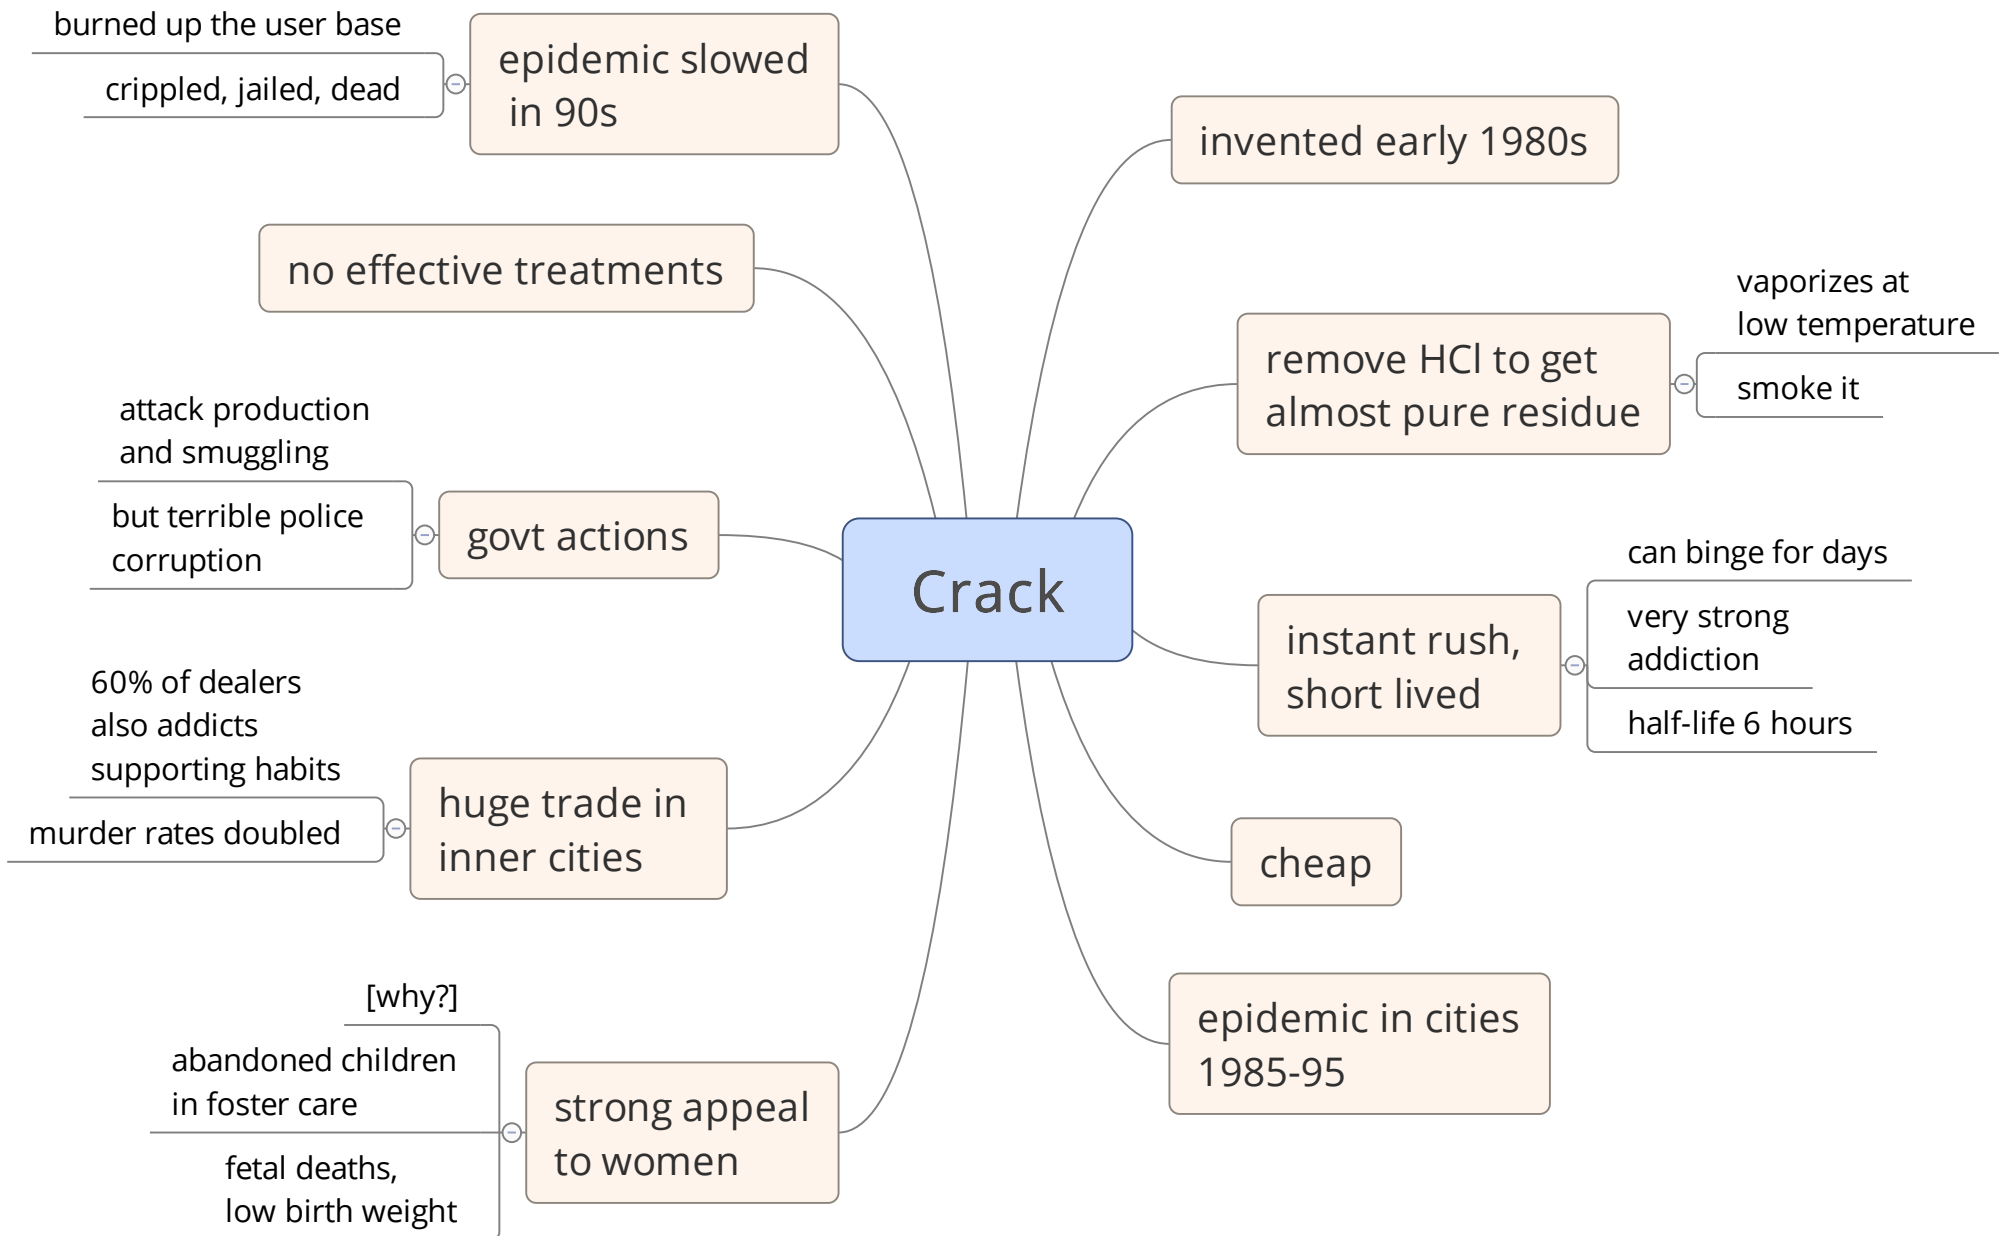 Crack
invented early 1980s
remove HCl to get
almost pure residue
vaporizes at
low temperature
smoke it
instant rush,
short lived
can binge for days
very strong
addiction
half-life 6 hours
cheap
epidemic in cities
1985-95
strong appeal
to women
[why?]
abandoned children
in foster care
fetal deaths,
low birth weight
huge trade in
inner cities
60% of dealers
also addicts
supporting habits
murder rates doubled
govt actions
attack production
and smuggling
but terrible police
corruption
no effective treatments
epidemic slowed
in 90s
burned up the user base
crippled, jailed, dead